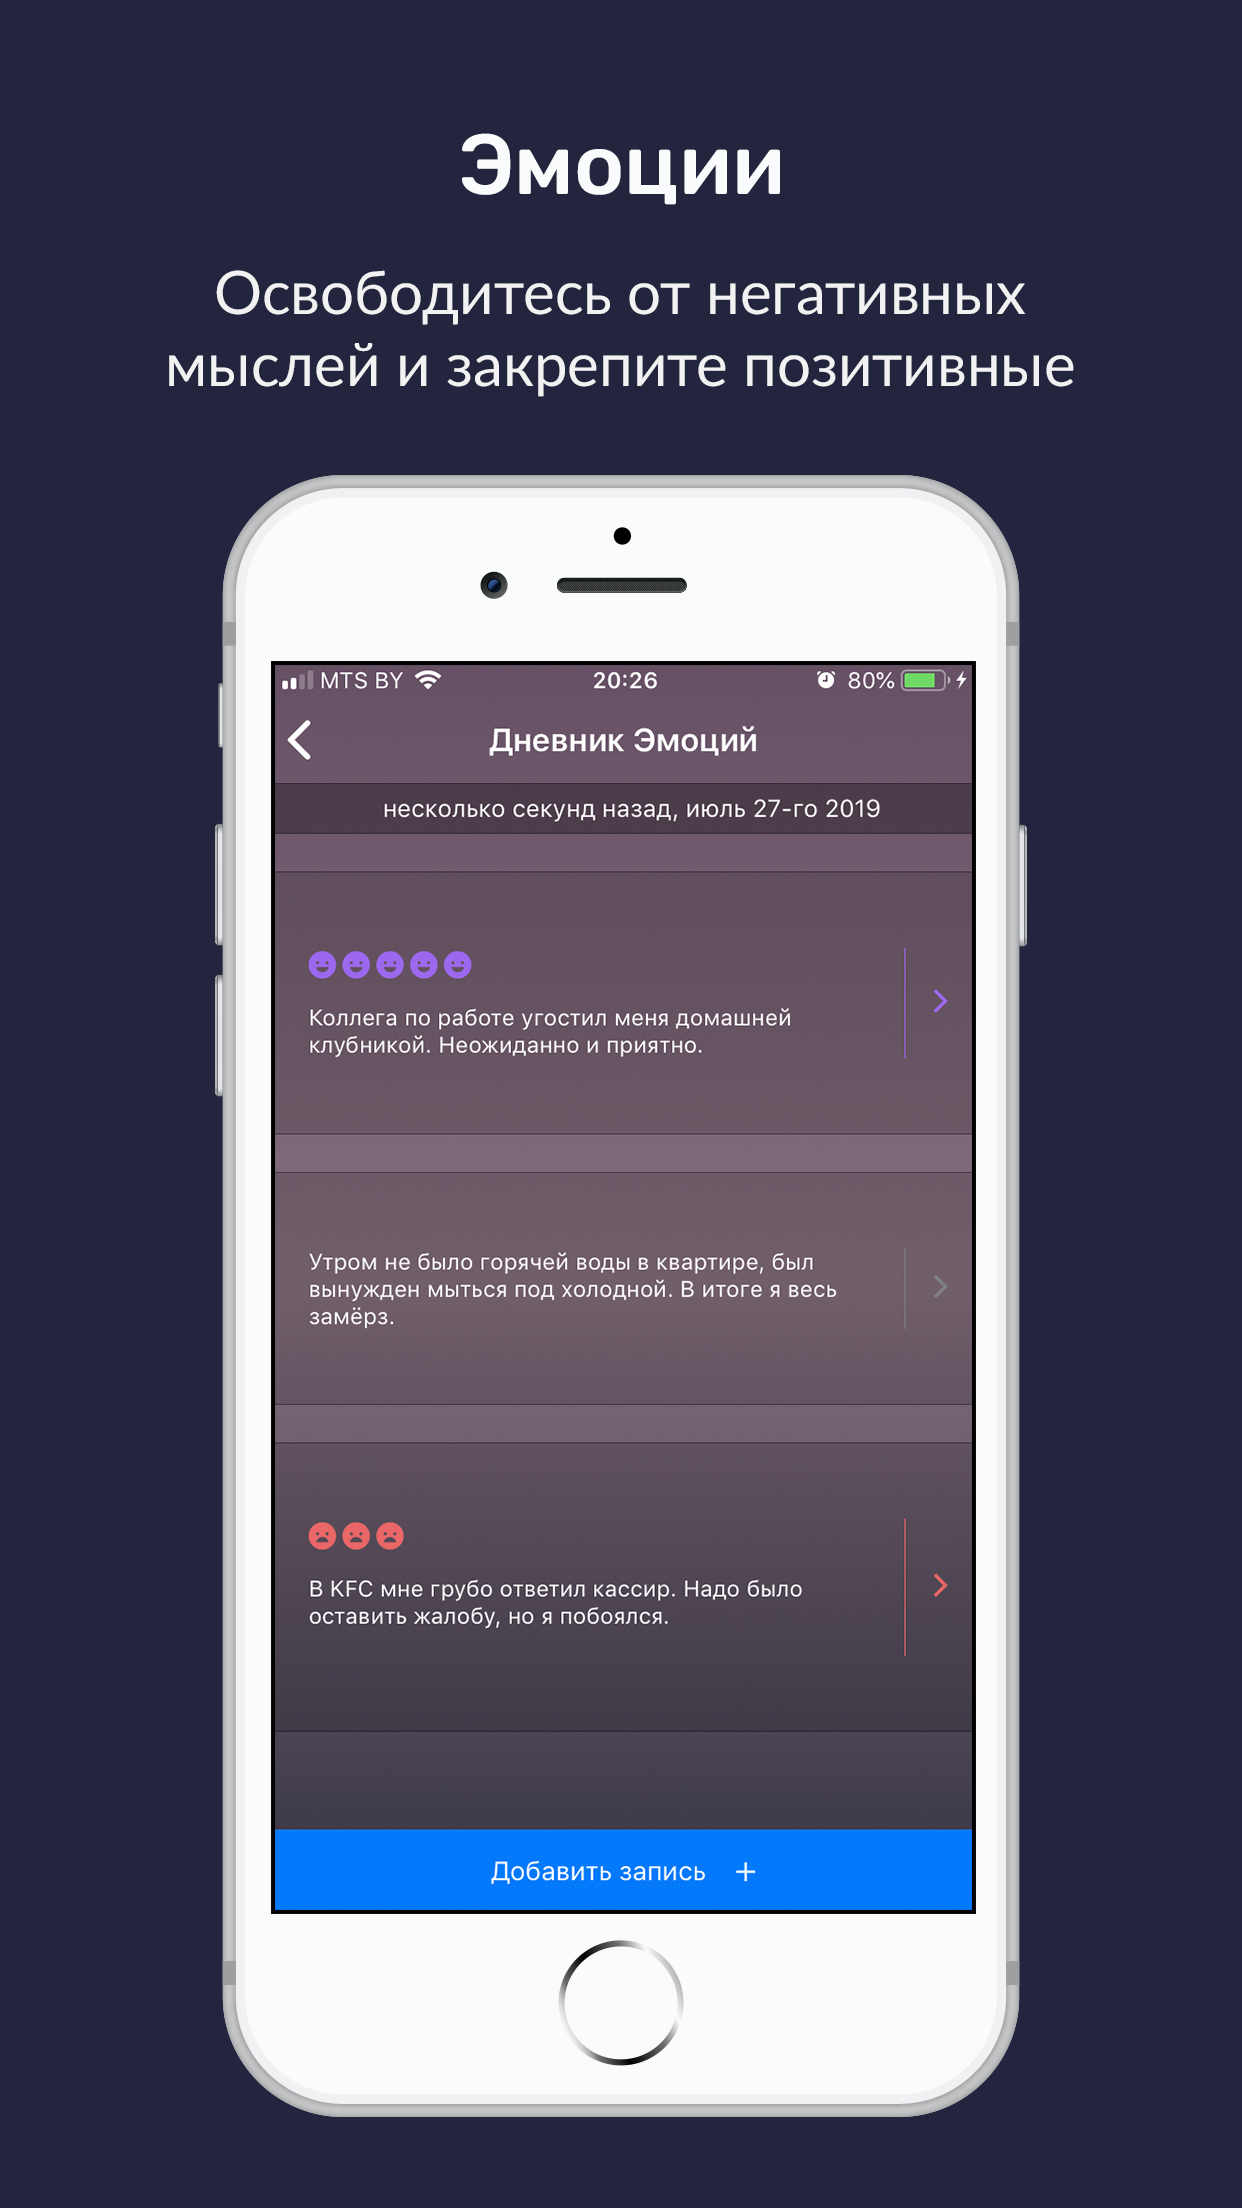 Эмоции
Освободитесь от негативных
мыслей и закрепите позитивные
MTS BY 20:26 80%
Дневник Эмоций
несколько секунд назад, июль 27-го 2019
Коллега по работе угостил меня домашней
клубникой. Неожиданно и приятно.
Утром не было горячей воды в квартире, был
вынужден мыться под холодной. В итоге я весь
замёрз.
В KFC мне грубо ответил кассир. Надо было
оставить жалобу, но я побоялся.
Добавить запись +